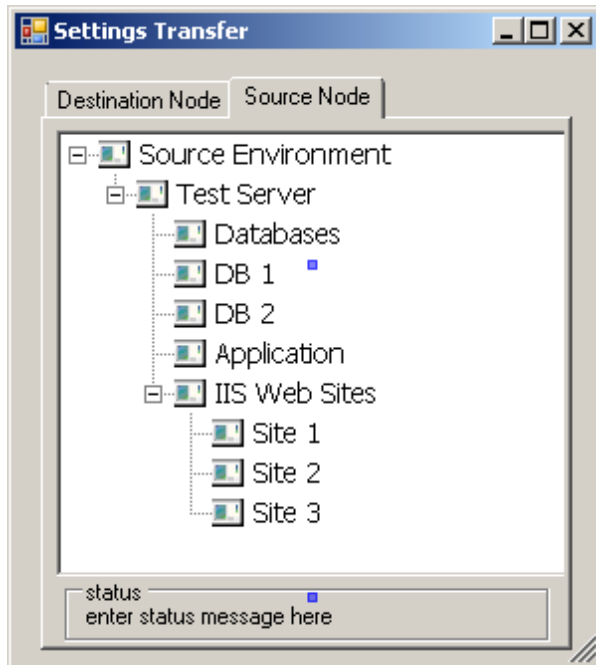 Settings Transfer
Destination Node Source Node
Source Environment
Test Server
Databases
DB 1
DB 2
Application
IIS Web Sites
Site 1
Site 2
Site 3
status
enter status message here